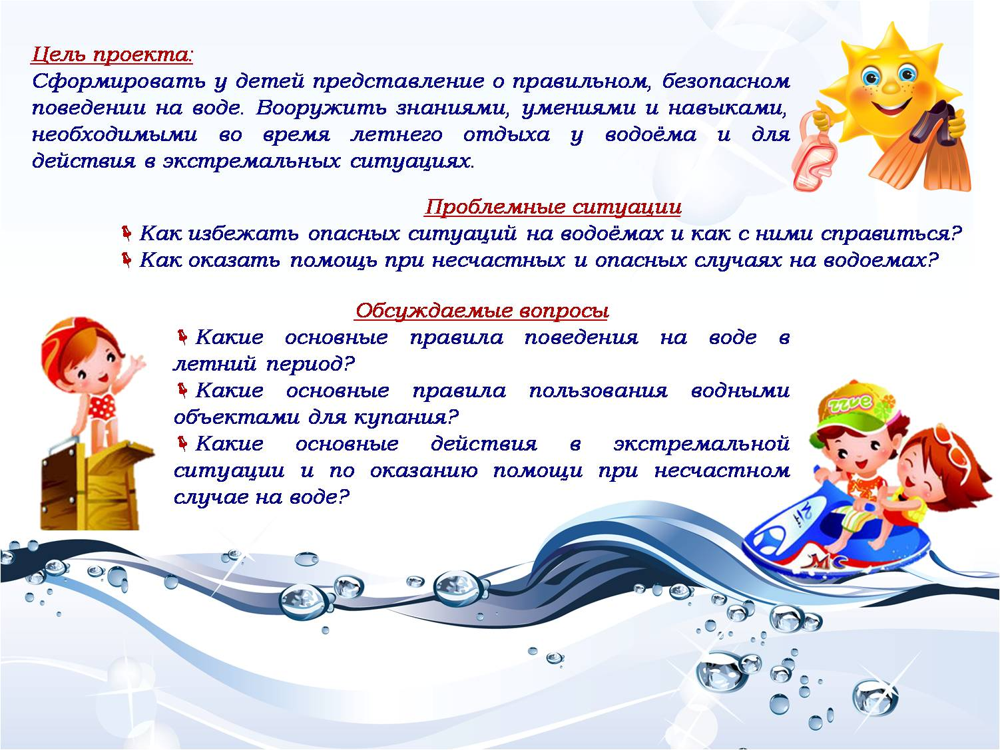 Цель проекта:
Сформировать у детей представление о правильном, безопасном
поведении на воде. Вооружить знаниями, умениями и навыками,
необходимыми во время летнего отдыха у водоёма и для
действия в экстремальных ситуациях.
Проблемные ситуации
Как избежать опасных ситуаций на водоёмах и как с ними справиться?
Как оказать помощь при несчастных и опасных случаях на водоемах?
Обсуждаемые вопросы
Какие основные правила поведения на воде в
летний период?
Какие основные правила пользования водными
объектами для купания?
Какие основные действия в экстремальной
ситуации и по оказанию помощи при несчастном
случае на воде?
МС